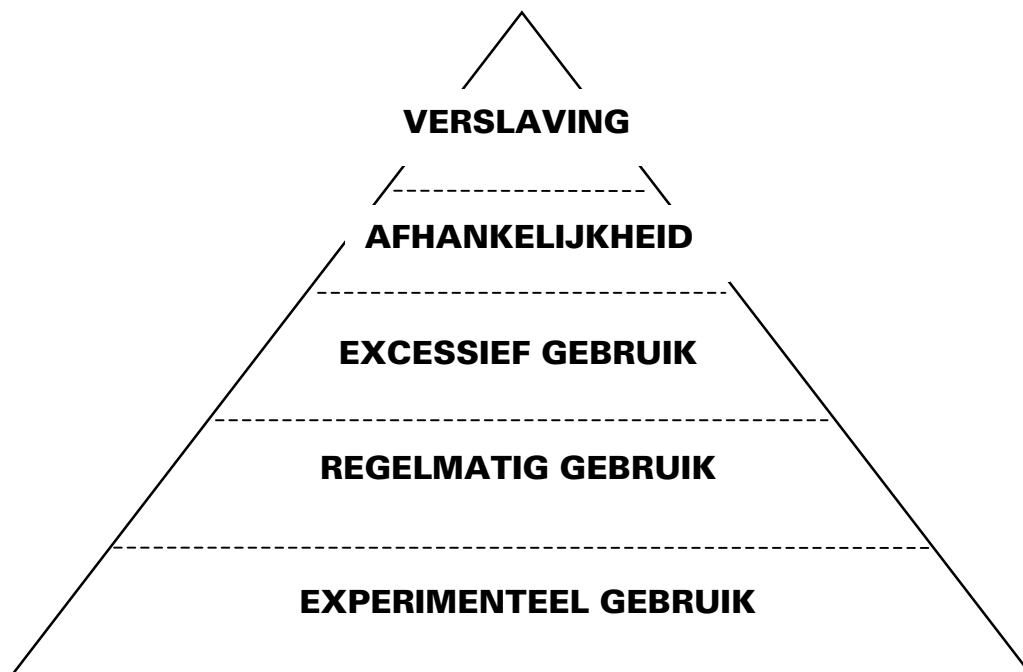 VERSLAVING
AFHANKELIJKHEID
EXCESSIEF GEBRUIK
REGELMATIG GEBRUIK
EXPERIMENTEEL GEBRUIK